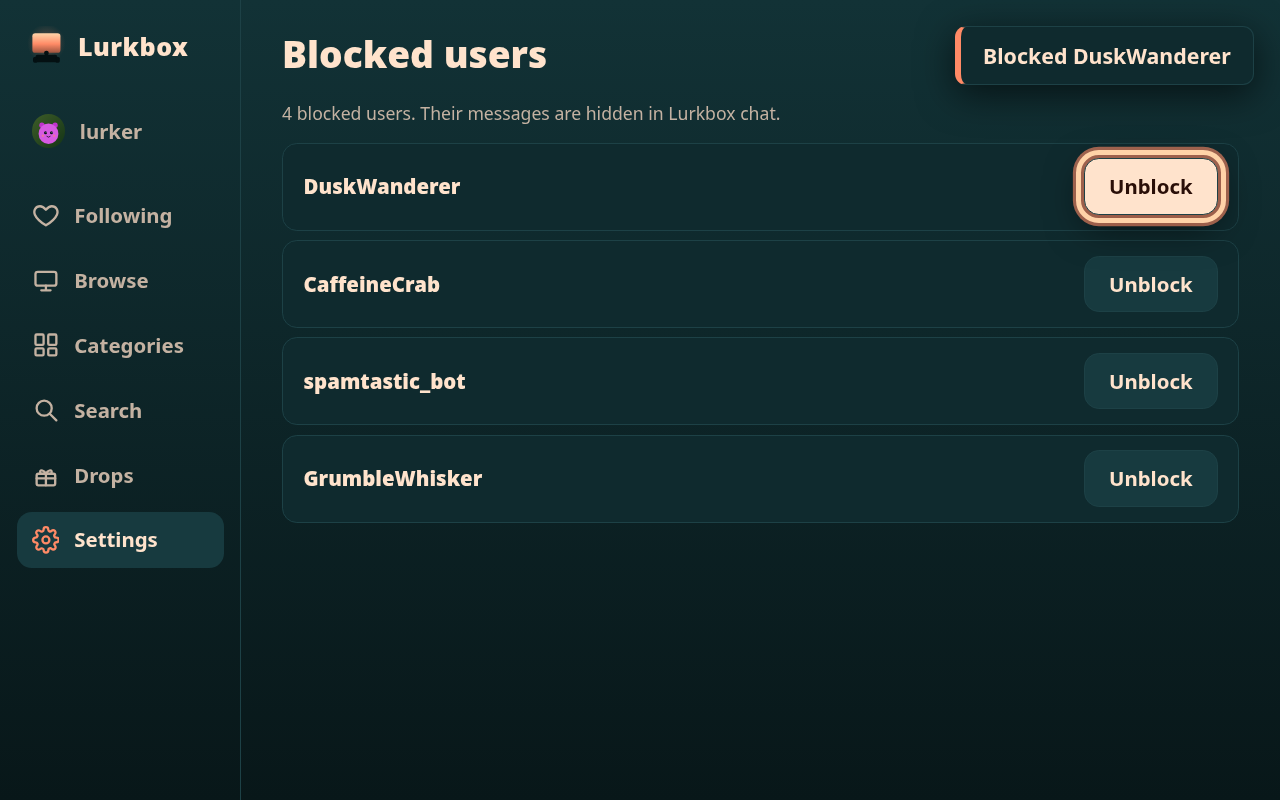 Lurkbox
lurker
Following
Browse
Categories
Search
Drops
Settings
Blocked users
Blocked DuskWanderer
4 blocked users. Their messages are hidden in Lurkbox chat.
DuskWanderer
Unblock
CaffeineCrab
Unblock
spamtastic_bot
Unblock
GrumbleWhisker
Unblock